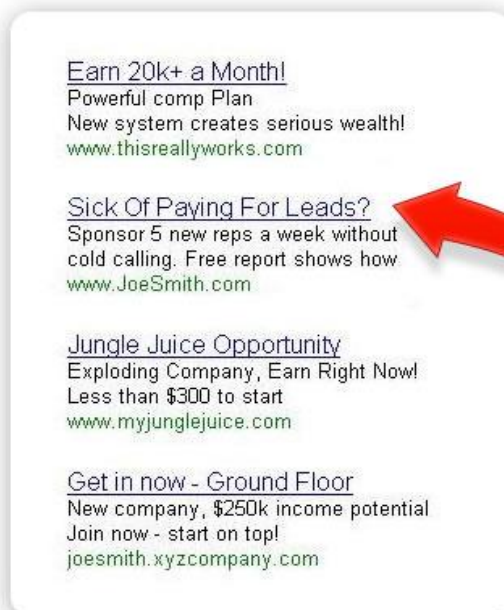 Earn 20k+ a Month!
Powerful comp Plan
New system creates serious wealth!
www.thisreallyworks.com
Sick Of Paying For Leads?
Sponsor 5 new reps a week without
cold calling. Free report shows how
www.JoeSmith.com
Jungle Juice Opportunity
Exploding Company, Earn Right Now!
Less than $300 to start
www.myjunglejuice.com
Get in now - Ground Floor
New company, $250k income potential
Join now - start on top!
joesmith.xyzcompany.com